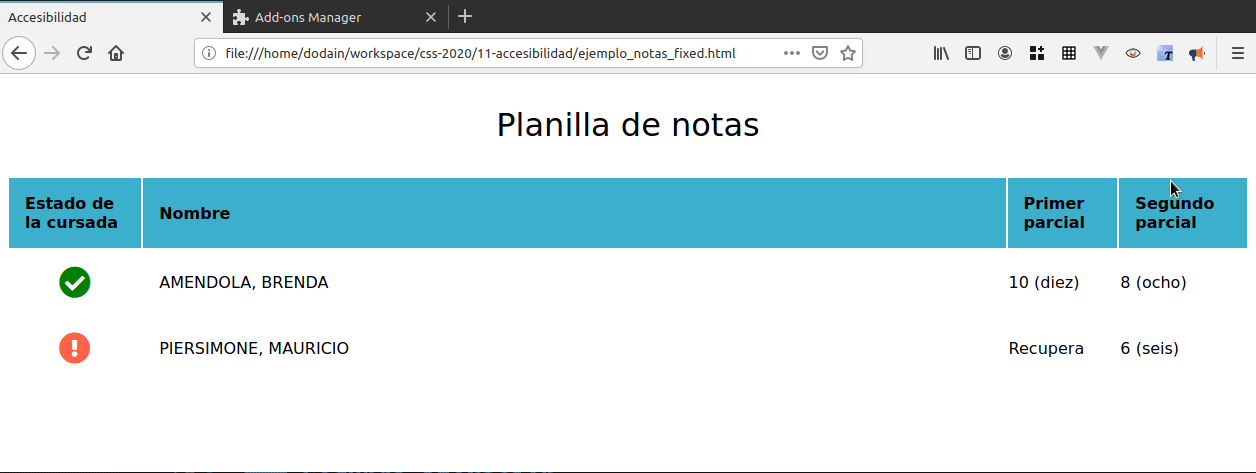 Accesibilidad
Add-ons Manager
file:///home/dodain/workspace/css-2020/11-accesibilidad/ejemplo_notas_fixed.html
Planilla de notas
Estado de
la cursada
Nombre
Primer
parcial
Segundo
parcial
AMENDOLA, BRENDA 10 (diez) 8 (ocho)
PIERSIMONE, MAURICIO Recupera 6 (seis)